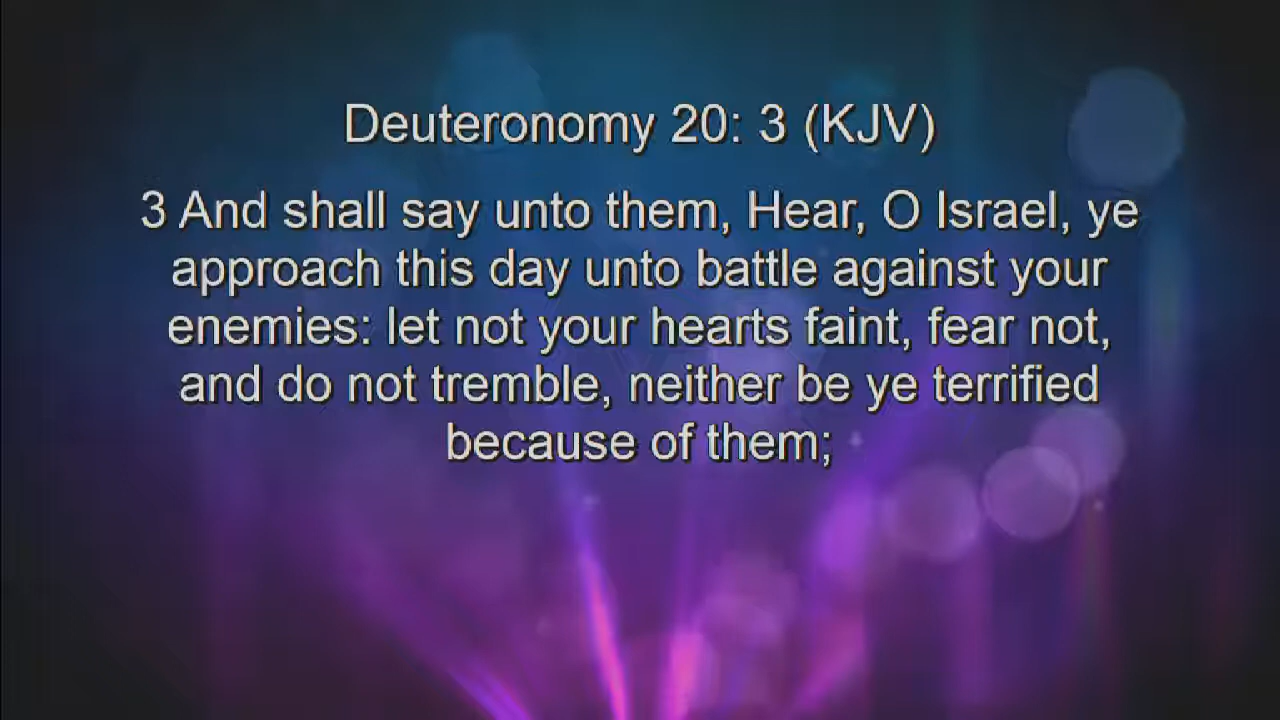 Deuteronomy 20: 3 (KJV)
3 And shall say unto them, Hear, O Israel, ye
approach this day unto battle against your
enemies: let not your hearts faint, fear not,
and do not tremble, neither be ye terrified
because of them;